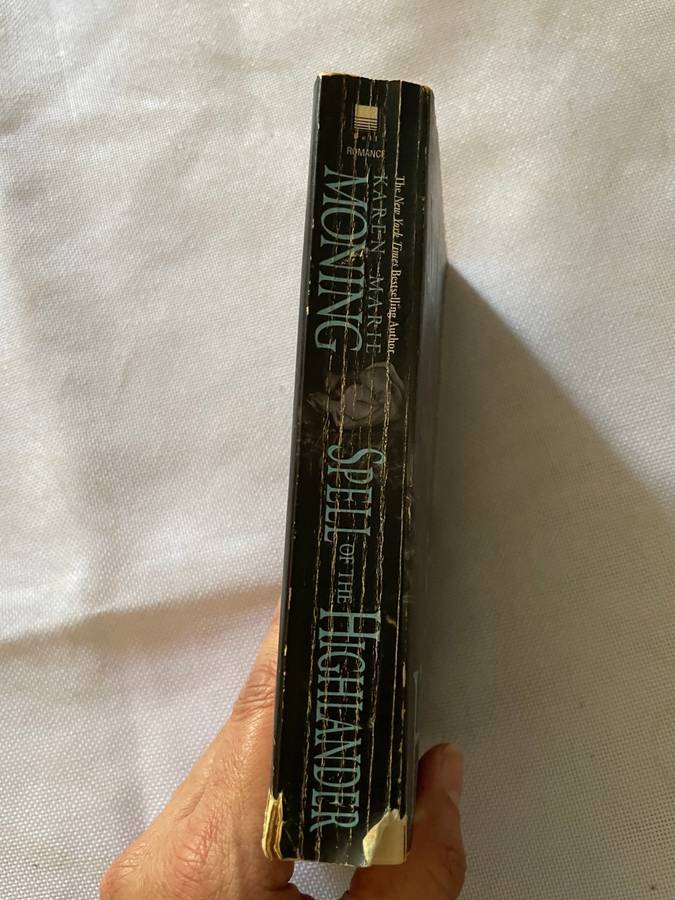 ROMANCE
The New York Times Bestselling Author
KAREN MARIE
MONING
SPELL OF THE HIGHLANDER